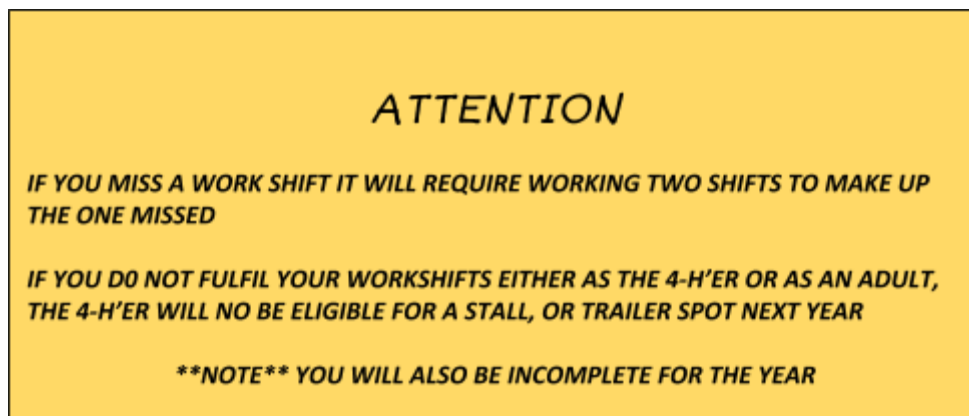 ATTENTION
IF YOU MISS A WORK SHIFT IT WILL REQUIRE WORKING TWO SHIFTS TO MAKE UP
THE ONE MISSED
IF YOU D0 NOT FULFIL YOUR WORKSHIFTS EITHER AS THE 4-H’ER OR AS AN ADULT,
THE 4-H’ER WILL NO BE ELIGIBLE FOR A STALL, OR TRAILER SPOT NEXT YEAR
**NOTE** YOU WILL ALSO BE INCOMPLETE FOR THE YEAR